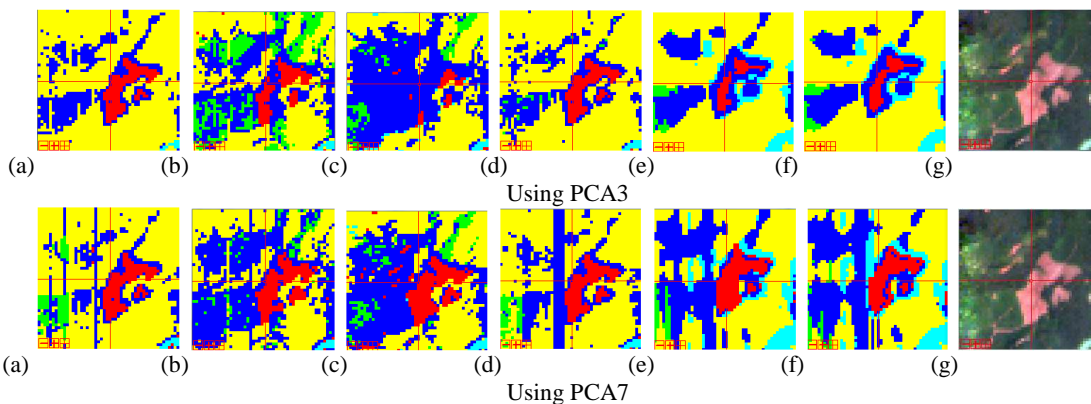 (a) (b) (c) (d) (e) (f) (g)
Using PCA3
(a) (b) (c) (d) (e) (f) (g)
Using PCA7